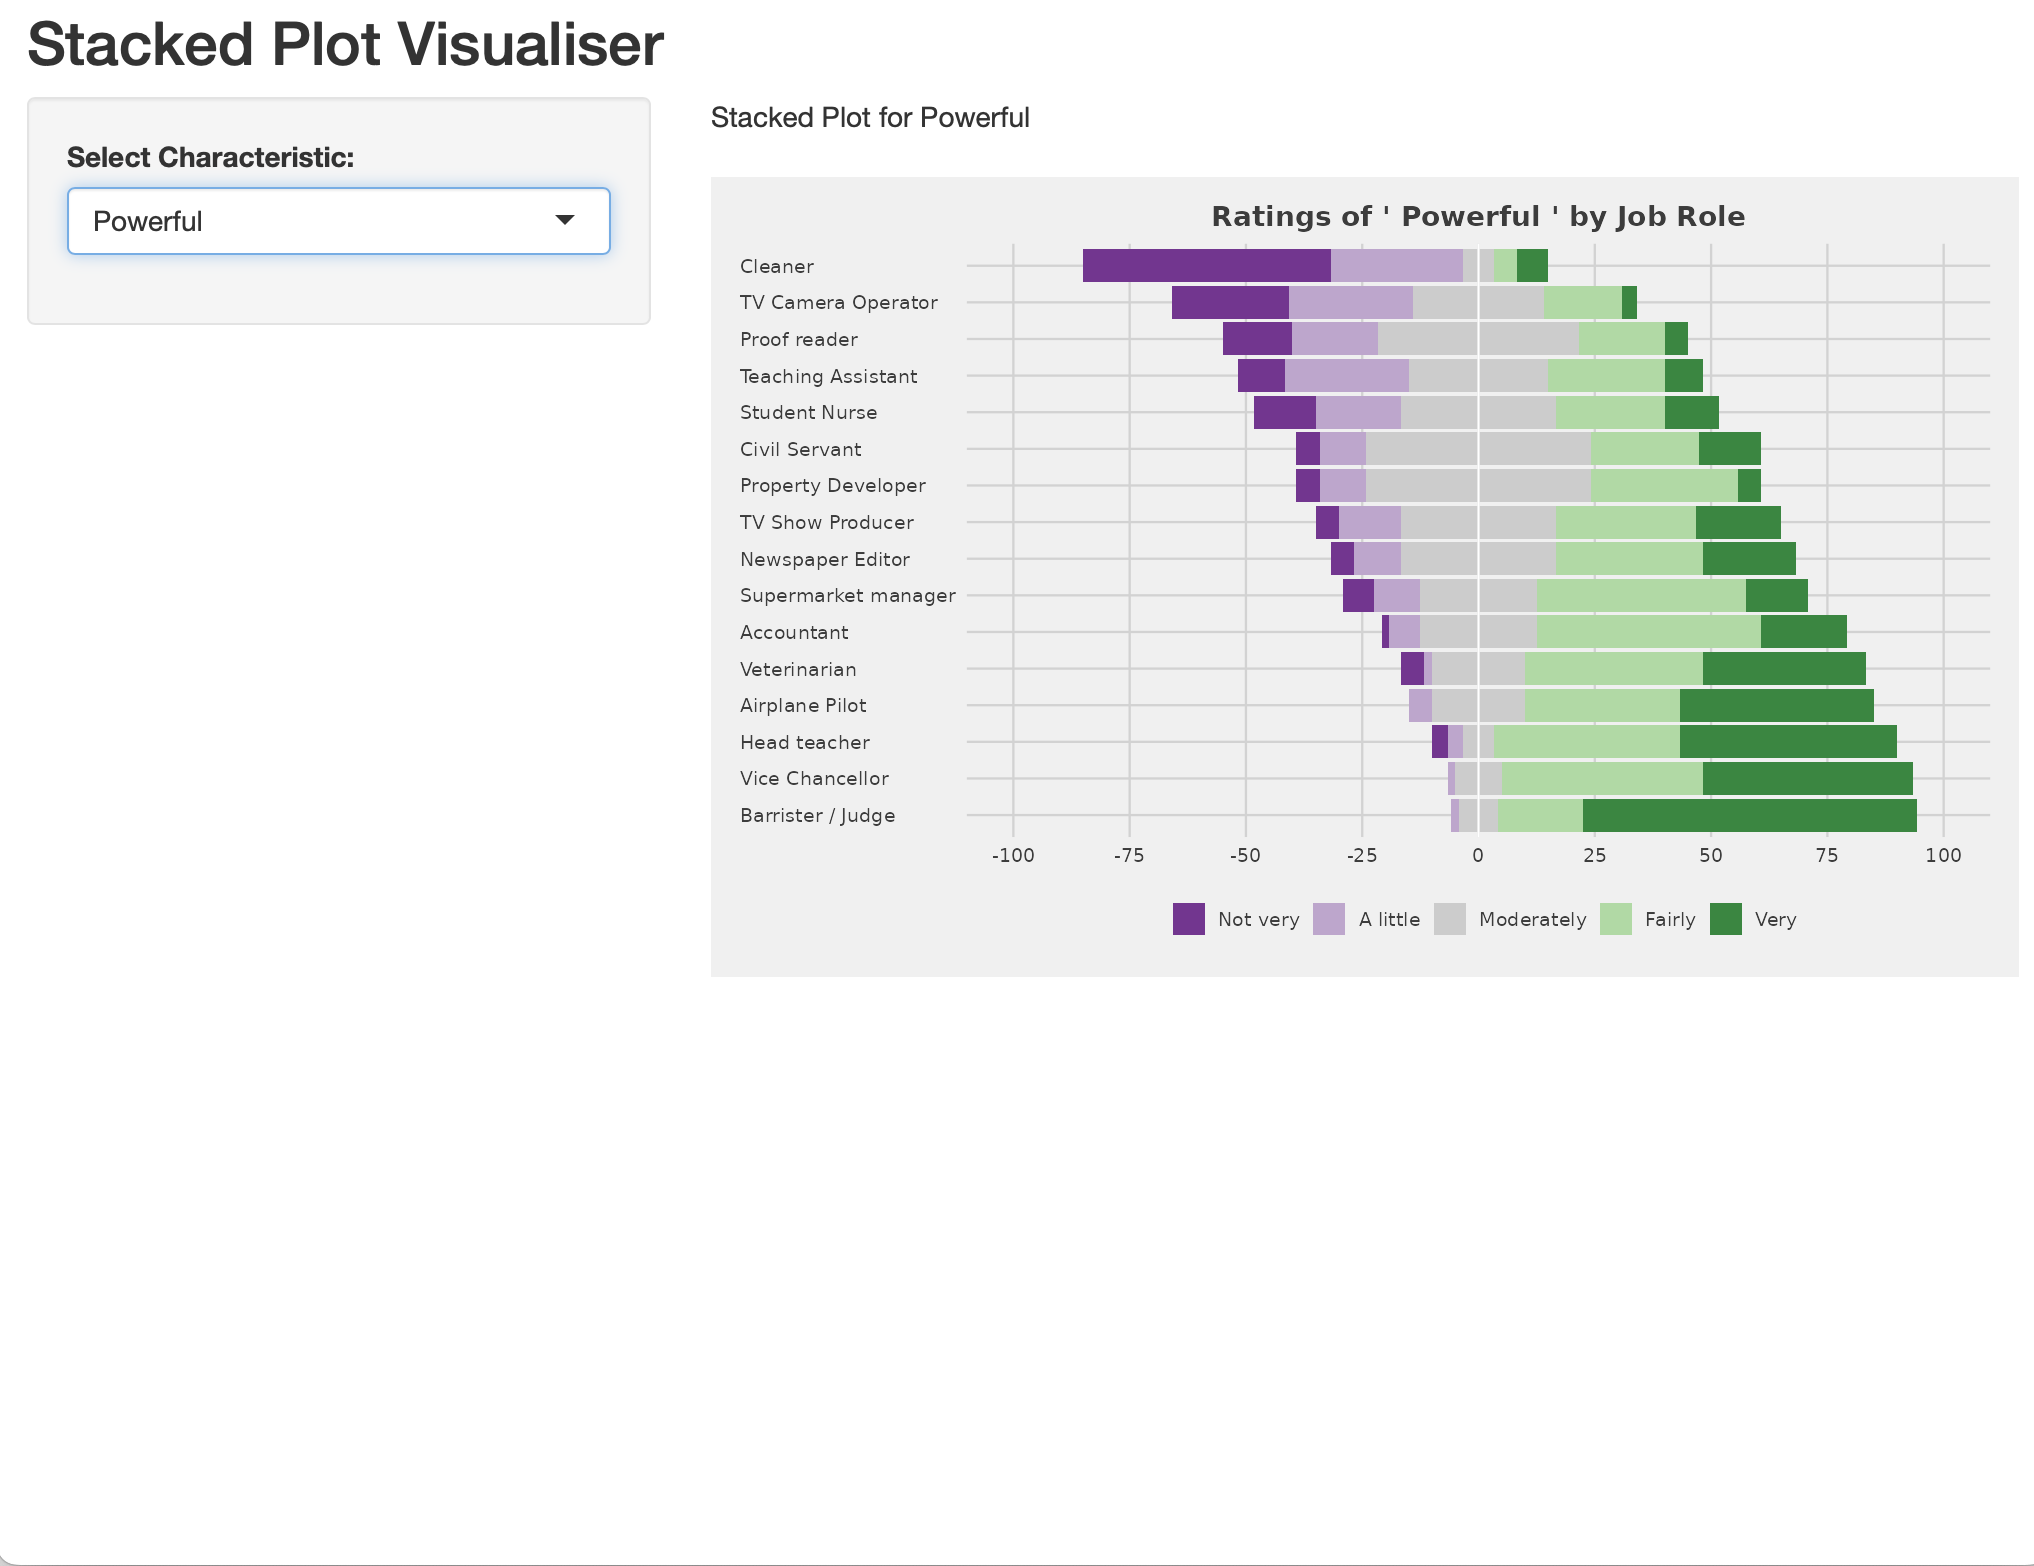 Stacked Plot Visualiser
Select Characteristic:
Powerful
Stacked Plot for Powerful
Ratings of ' Powerful ' by Job Role
Cleaner
TV Camera Operator
Proof reader
Teaching Assistant
Student Nurse
Civil Servant
Property Developer
TV Show Producer
Newspaper Editor
Supermarket manager
Accountant
Veterinarian
Airplane Pilot
Head teacher
Vice Chancellor
Barrister / Judge
-100 -75 -50 -25 0 25 50 75 100
Not very A little Moderately Fairly Very